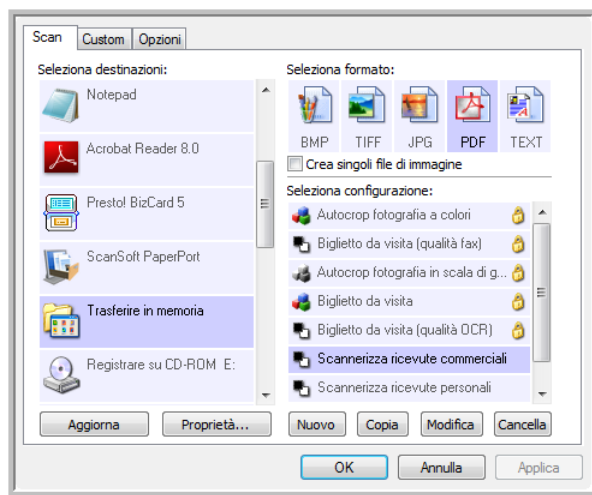 Scan Custom Opzioni
Seleziona destinazioni:
Notepad
Acrobat Reader 8.0
Presto! BizCard 5
ScanSoft PaperPort
Trasferire in memoria
Registrare su CD-ROM E:
Aggiorna Proprietà...
Seleziona formato:
BMP TIFF JPG PDF TEXT
Crea singoli file di immagine
Seleziona configurazione:
Autocrop fotografia a colori
Biglietto da visita (qualità fax)
Autocrop fotografia in scala di g...
Biglietto da visita
Biglietto da visita (qualità OCR)
Scannerizza ricevute commerciali
Scannerizza ricevute personali
Nuovo Copia Modifica Cancella
OK Annulla Applica